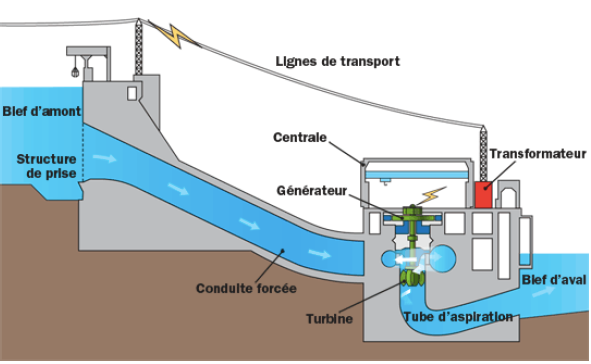 Lignes de transport
Bief d'amont
Centrale
Transformateur
Structure
de prise
Générateur
Conduite forcée
Bief d'aval
Turbine
Tube d'aspiration